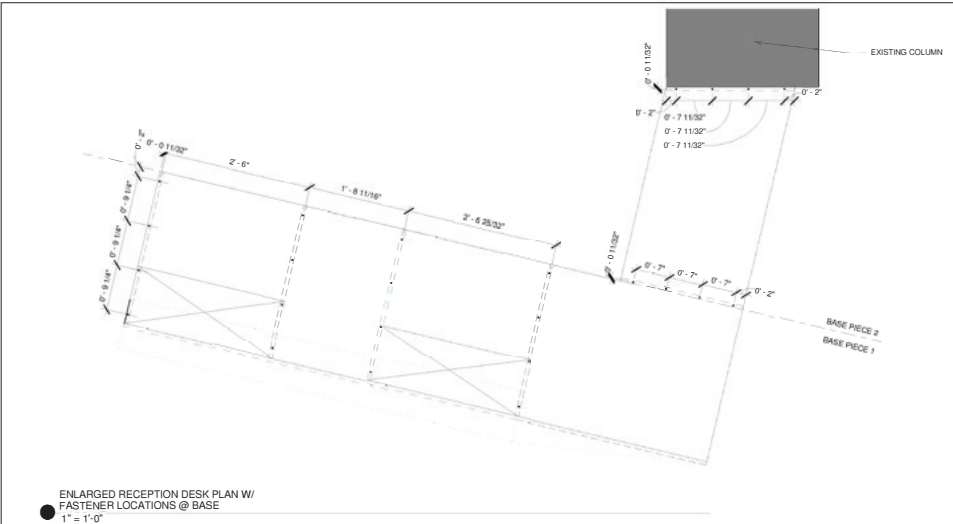 EXISTING COLUMN
0' - 0 11/32"
0' - 2"
0' - 2"
0' - 7 11/32"
0' - 7 11/32"
0' - 7 11/32"
0' - 0 11/32"
2' - 6"
1' - 8 11/16"
2' - 6 25/32"
0' - 9 1/4"
0' - 9 1/4"
0' - 9 1/4"
0' - 0 11/32"
0' - 7"
0' - 7"
0' - 7"
0' - 2"
BASE PIECE 2
BASE PIECE 1
ENLARGED RECEPTION DESK PLAN W/
FASTENER LOCATIONS @ BASE
1" = 1'-0"